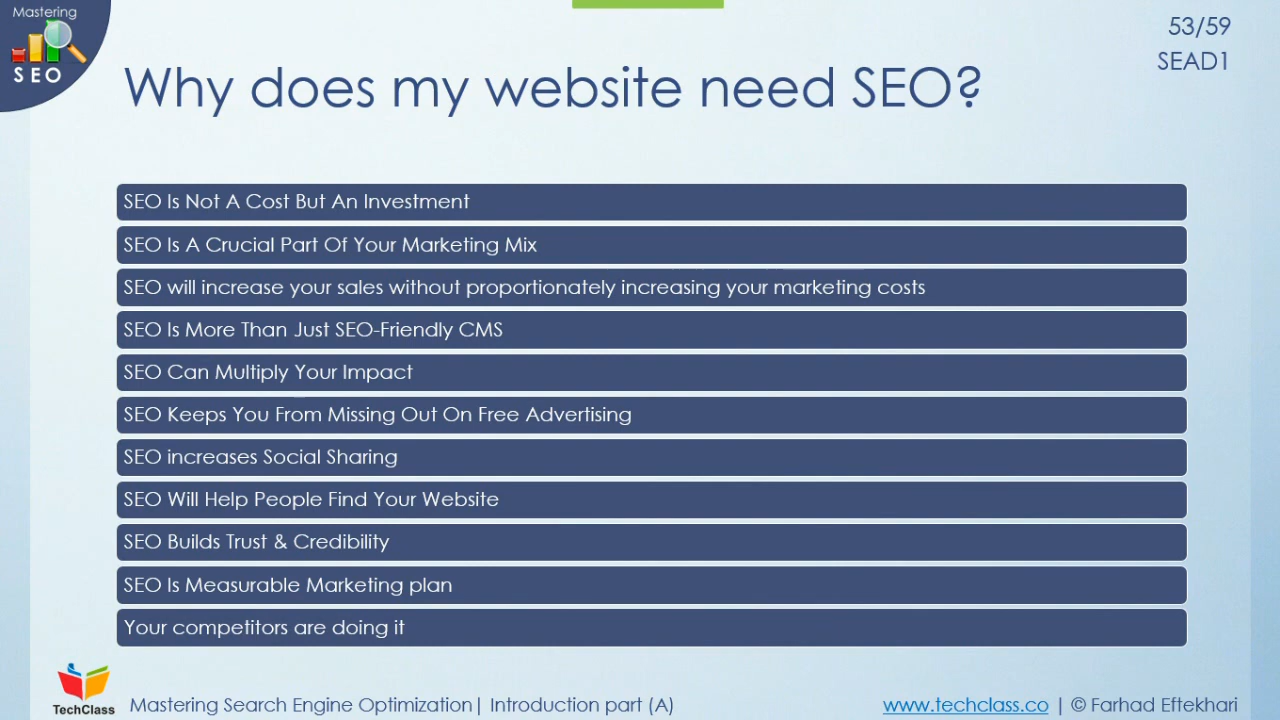 Mastering
SEO
53/59
SEAD1
Why does my website need SEO?
SEO Is Not A Cost But An Investment
SEO Is A Crucial Part Of Your Marketing Mix
SEO will increase your sales without proportionately increasing your marketing costs
SEO Is More Than Just SEO-Friendly CMS
SEO Can Multiply Your Impact
SEO Keeps You From Missing Out On Free Advertising
SEO increases Social Sharing
SEO Will Help People Find Your Website
SEO Builds Trust & Credibility
SEO Is Measurable Marketing plan
Your competitors are doing it
TechClass
Mastering Search Engine Optimization| Introduction part (A)
www.techclass.co | © Farhad Eftekhari